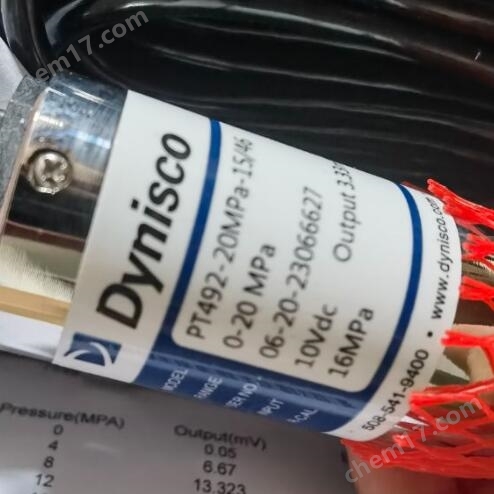 chem17.com
Dynisco
MODEL PT492-20MPa-15/46
RANGE 0-20 MPa
SER NO. 06-20-23066627
INPUT 10Vdc Output 3.33
R-CAL 16MPa
508-541-9400 • www.dynisco.com
Pressure(MPA) Output(mV)
0 0.05
4 6.67
8 13.323
12
chem17.com